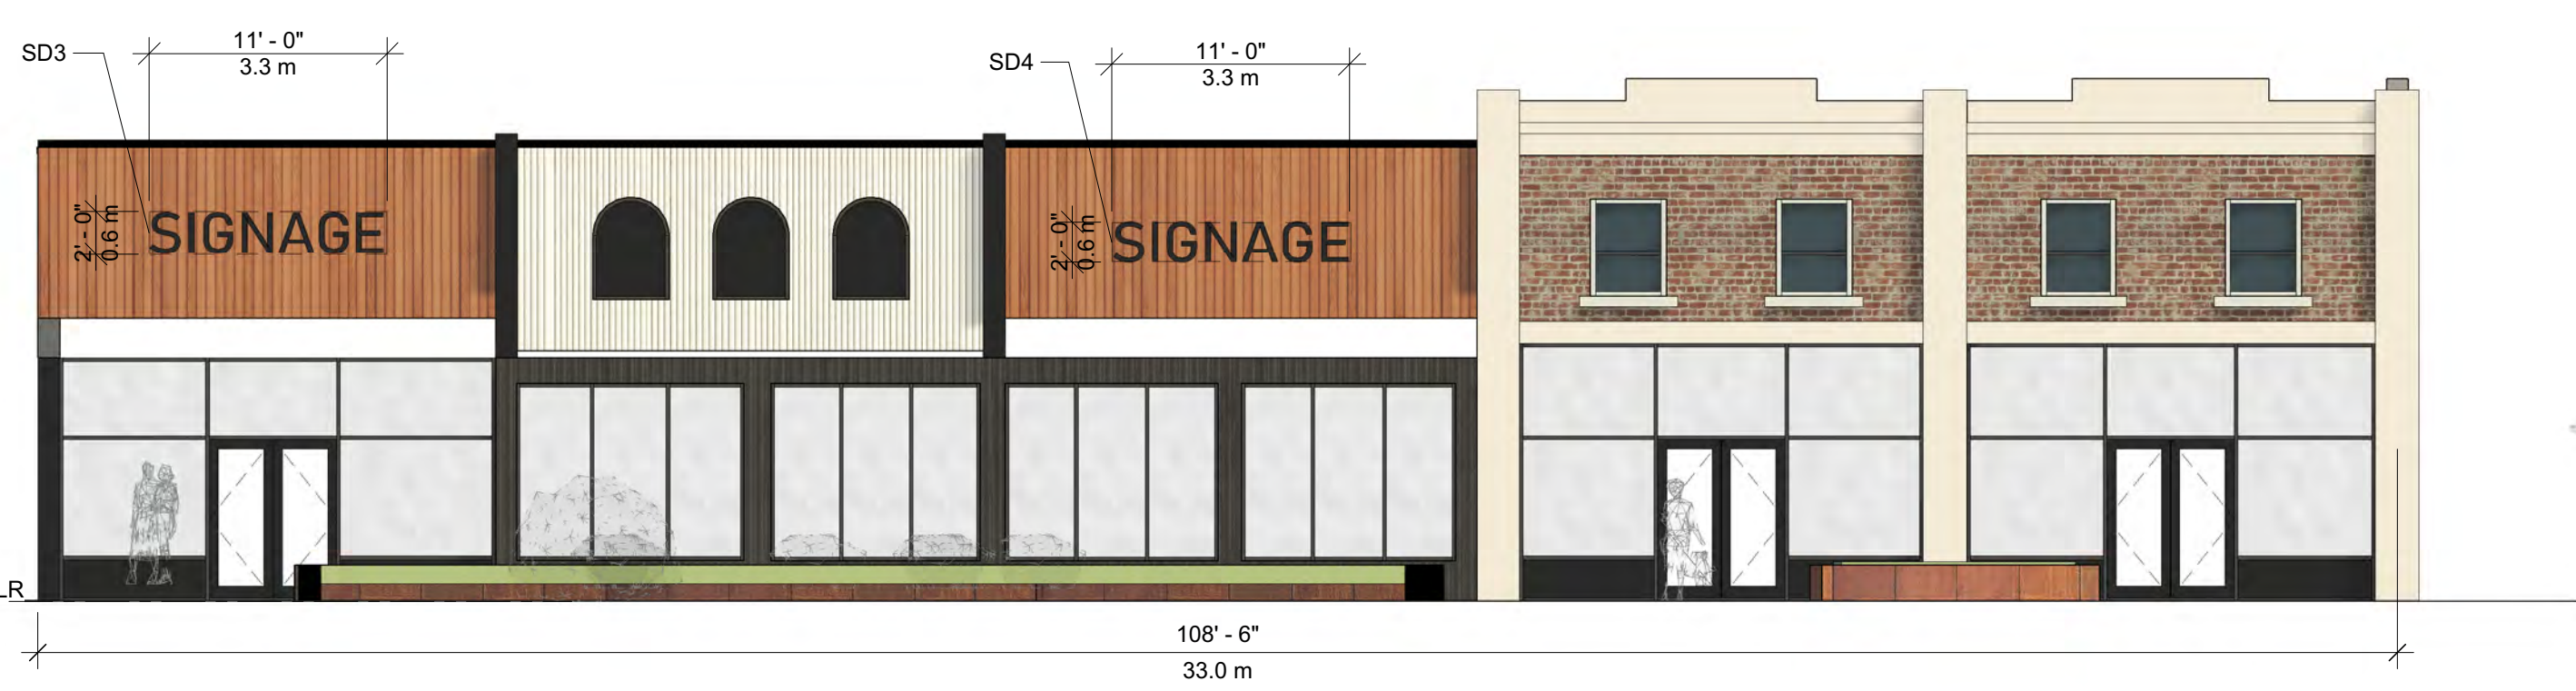 SD3
11' - 0"
3.3 m
SD4
11' - 0"
3.3 m
2' - 0"
0.6 m
SIGNAGE
2' - 0"
0.6 m
SIGNAGE
LR
108' - 6"
33.0 m